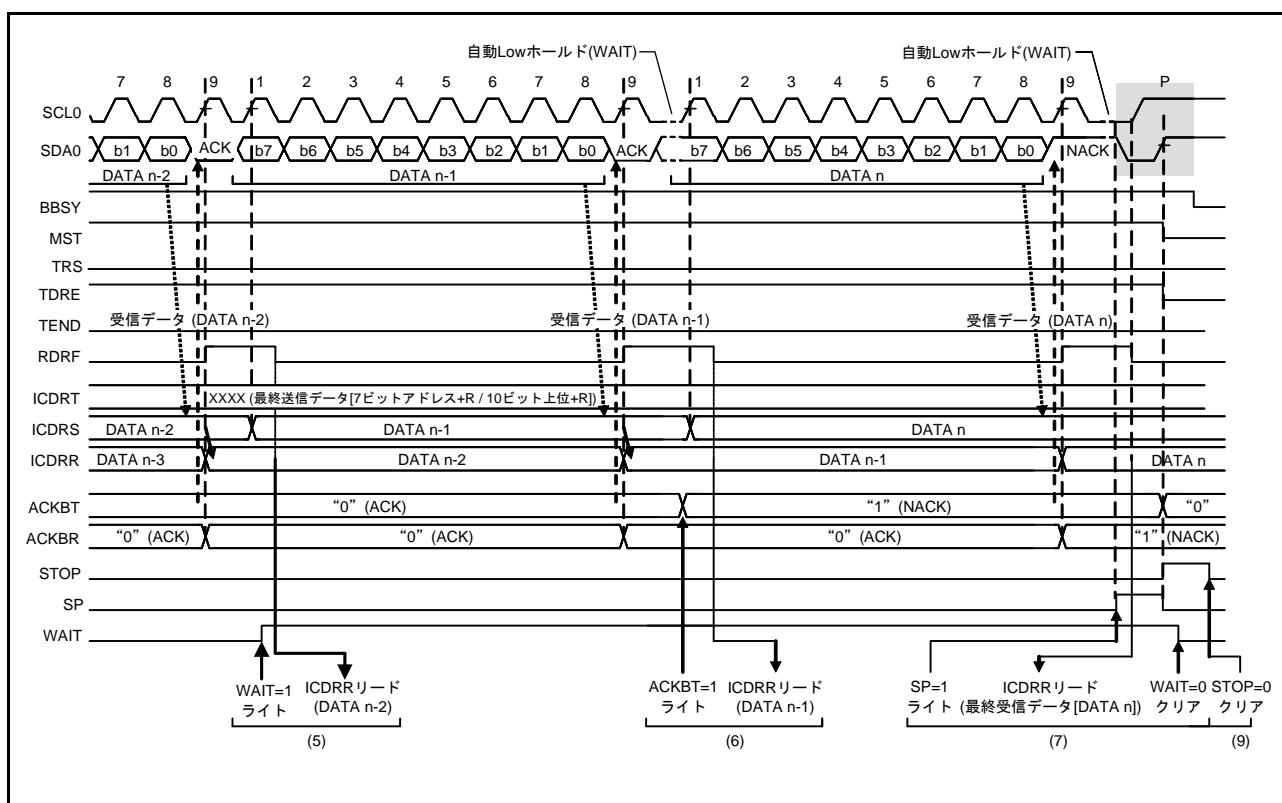 自動Lowホールド(WAIT) 自動Lowホールド(WAIT)
7 8 9 1 2 3 4 5 6 7 8 9 1 2 3 4 5 6 7 8 9 P
SCL0
SDA0 b1 b0 ACK b7 b6 b5 b4 b3 b2 b1 b0 ACK b7 b6 b5 b4 b3 b2 b1 b0 NACK
DATA n-2 DATA n-1 DATA n
BBSY
MST
TRS
TDRE
受信データ (DATA n-2) 受信データ (DATA n-1) 受信データ (DATA n)
TEND
RDRF
ICDRT XXXX (最終送信データ[7ビットアドレス+R / 10ビット上位+R])
ICDRS DATA n-2 DATA n-1 DATA n
ICDRR DATA n-3 DATA n-2 DATA n-1 DATA n
ACKBT “0” (ACK) “1” (NACK) “0”
ACKBR “0” (ACK) “0” (ACK) “0” (ACK) “1” (NACK)
STOP
SP
WAIT
WAIT=1 ICDRRリード ACKBT=1 ICDRRリード SP=1 ICDRRリード WAIT=0 STOP=0
ライト (DATA n-2) ライト (DATA n-1) ライト (最終受信データ[DATA n]) クリア クリア
(5) (6) (7) (9)